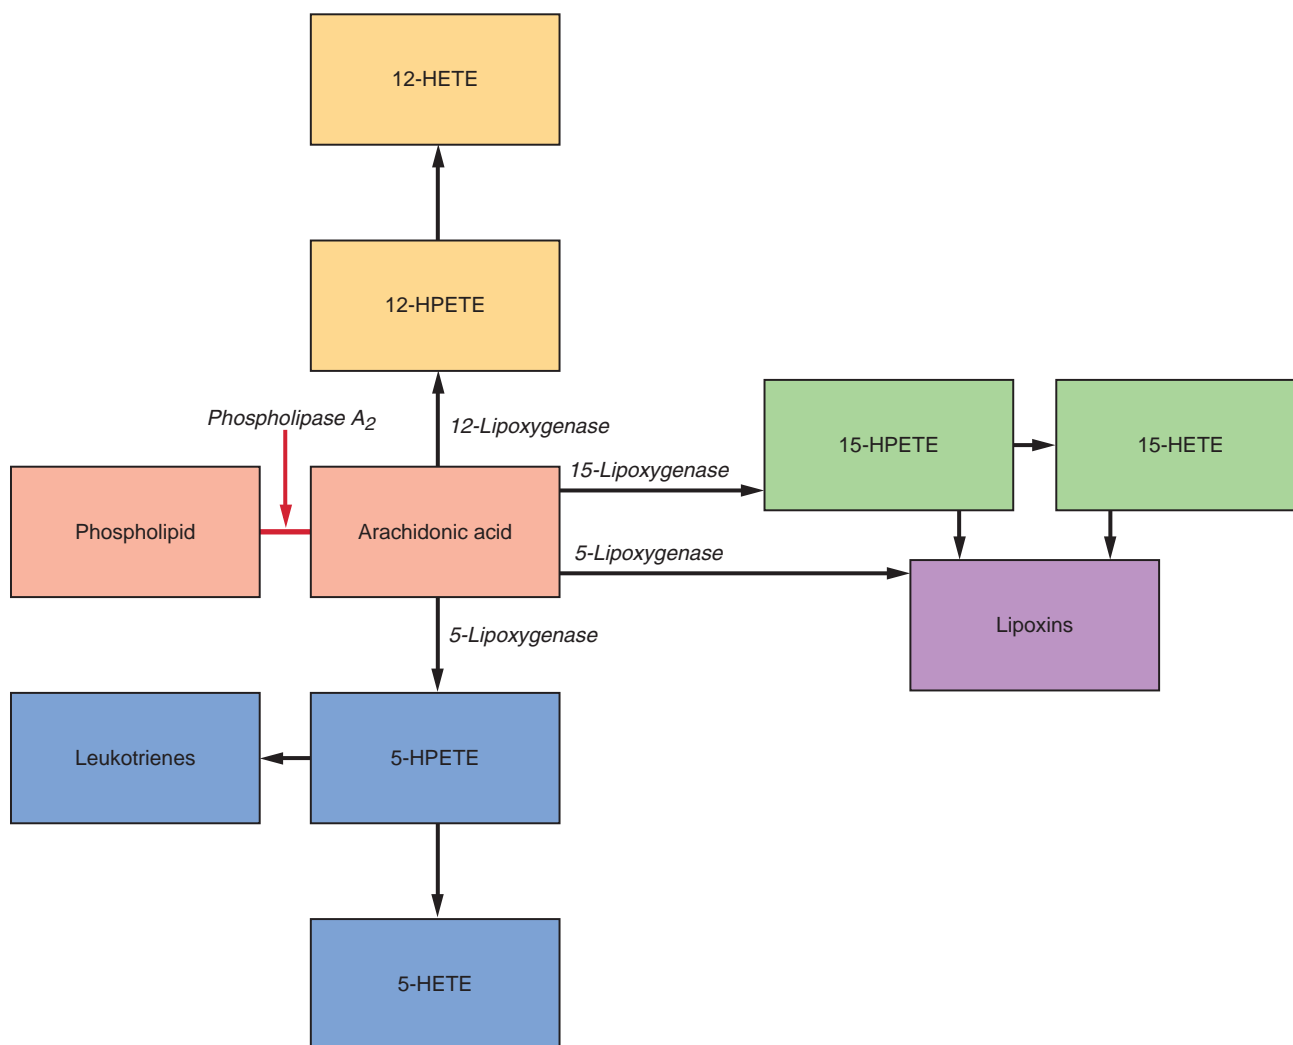 12-HETE
12-HPETE
Phospholipase A2
12-Lipoxygenase
15-HPETE
15-HETE
15-Lipoxygenase
Phospholipid
Arachidonic acid
5-Lipoxygenase
Lipoxins
5-Lipoxygenase
Leukotrienes
5-HPETE
5-HETE